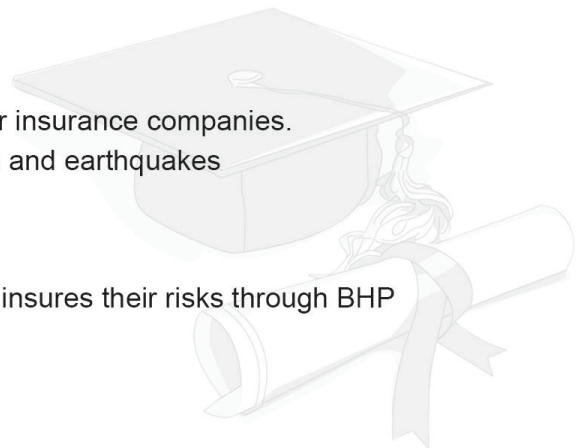 r insurance companies.
and earthquakes
insures their risks through BHP